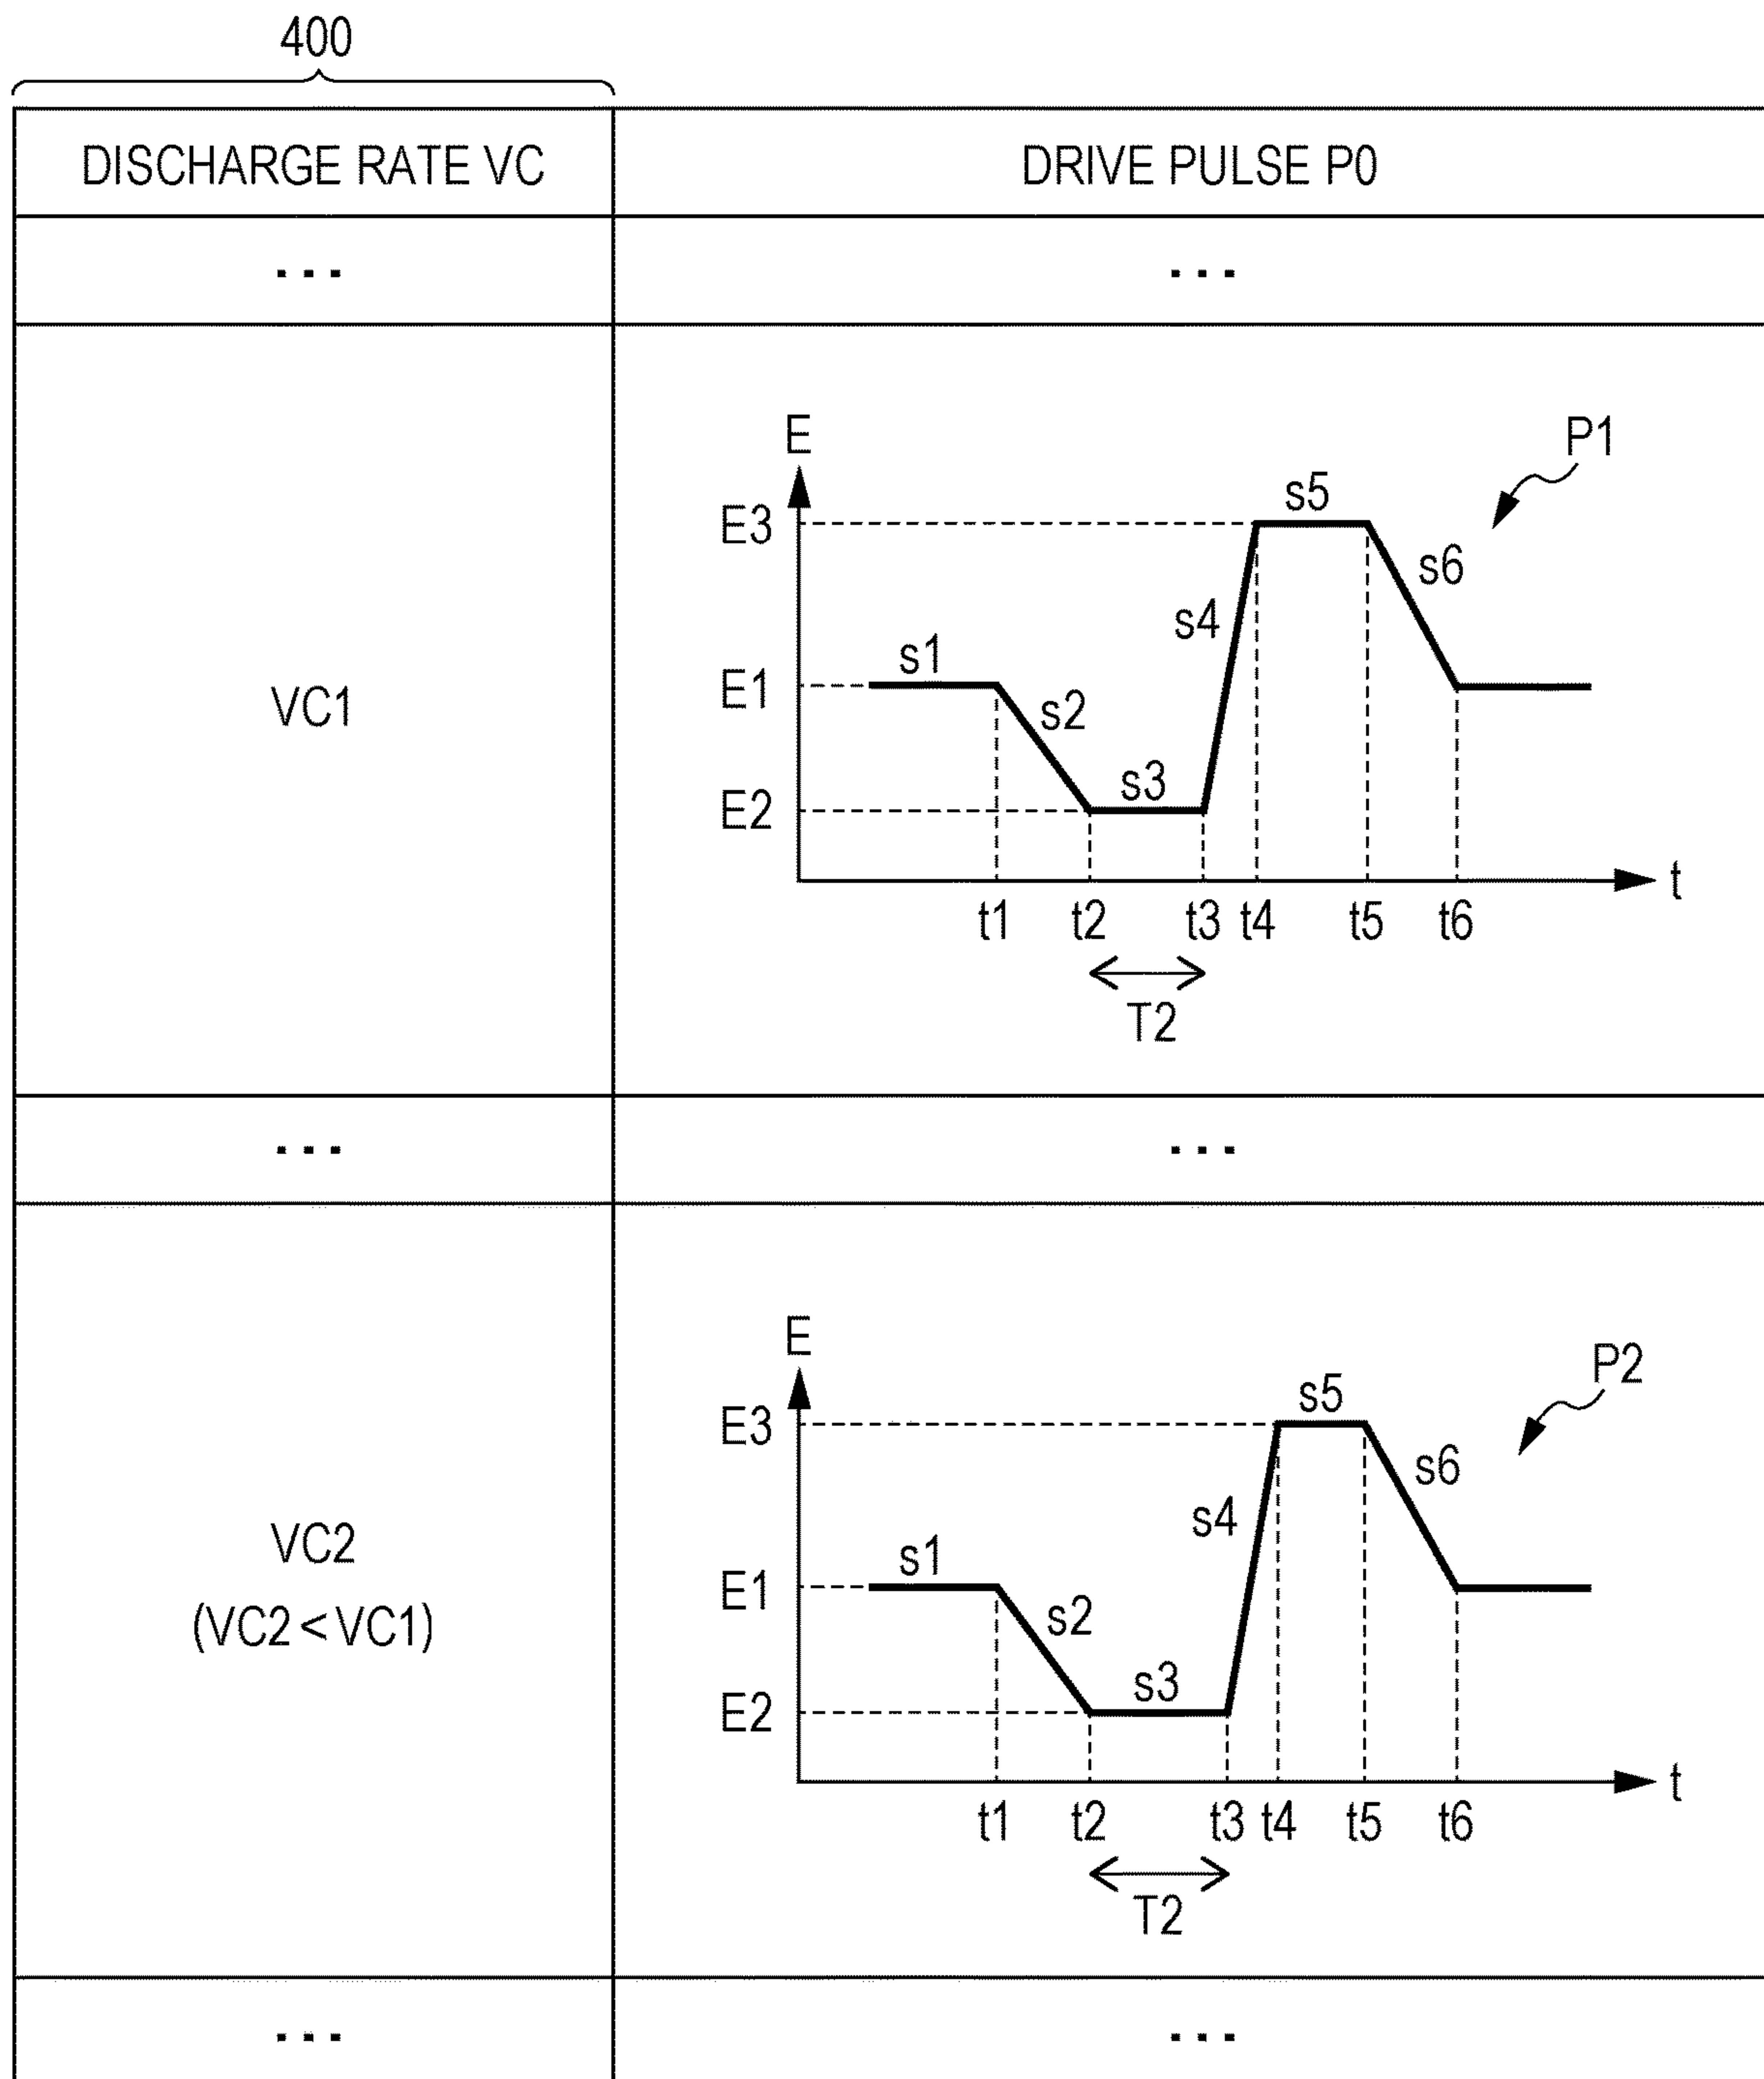 400
DISCHARGE RATE VC
DRIVE PULSE P0
... ...
VC1
E
P1
E3
s5
s6
s4
s1
E1
s2
s3
E2
t
t1 t2 t3 t4 t5 t6
T2
... ...
VC2
(VC2 < VC1)
E
P2
E3
s5
s6
s4
s1
E1
s2
s3
E2
t
t1 t2 t3 t4 t5 t6
T2
... ...